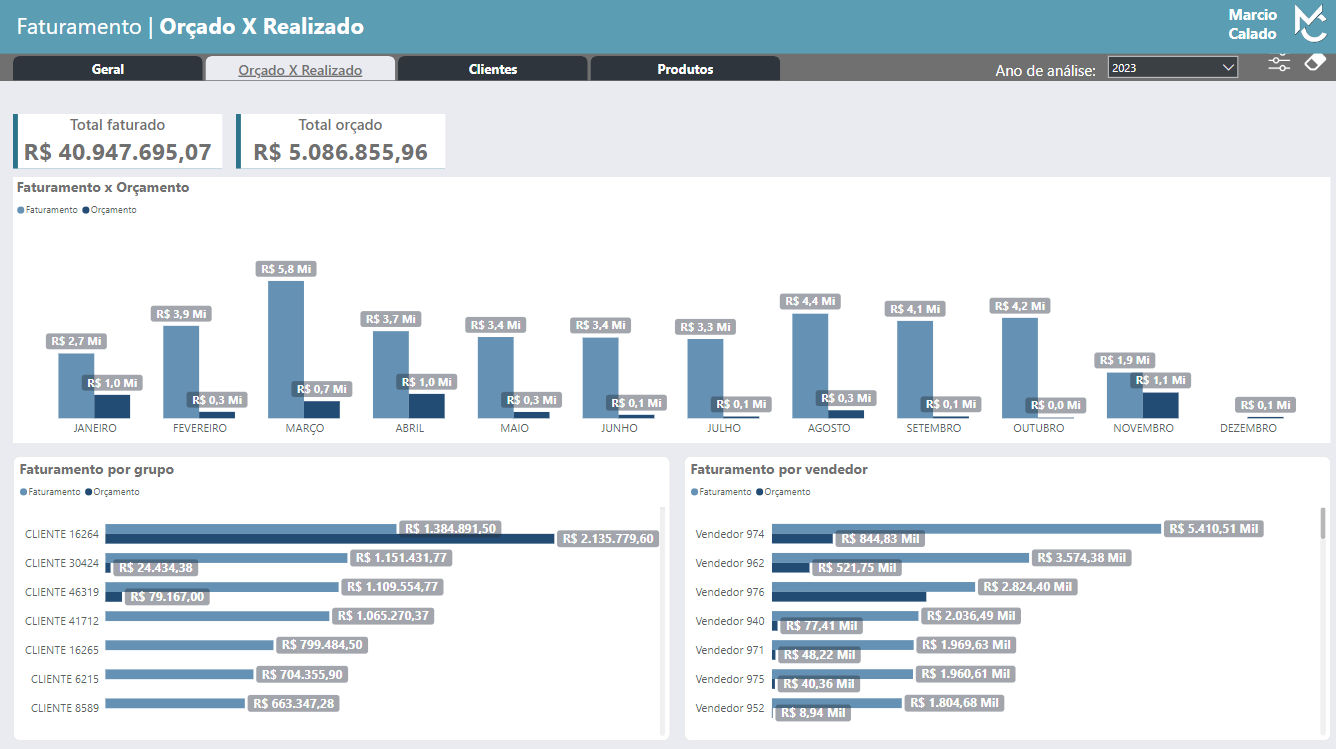 Faturamento | Orçado X Realizado
Marcio
Calado
Geral
Orçado X Realizado
Clientes
Produtos
Ano de análise:
2023
Total faturado
R$ 40.947.695,07
Total orçado
R$ 5.086.855,96
Faturamento x Orçamento
Faturamento Orçamento
R$ 2,7 Mi
R$ 1,0 Mi
JANEIRO
R$ 3,9 Mi
R$ 0,3 Mi
FEVEREIRO
R$ 5,8 Mi
R$ 0,7 Mi
MARÇO
R$ 3,7 Mi
R$ 1,0 Mi
ABRIL
R$ 3,4 Mi
R$ 0,3 Mi
MAIO
R$ 3,4 Mi
R$ 0,1 Mi
JUNHO
R$ 3,3 Mi
R$ 0,1 Mi
JULHO
R$ 4,4 Mi
R$ 0,3 Mi
AGOSTO
R$ 4,1 Mi
R$ 0,1 Mi
SETEMBRO
R$ 4,2 Mi
R$ 0,0 Mi
OUTUBRO
R$ 1,9 Mi
R$ 1,1 Mi
NOVEMBRO
R$ 0,1 Mi
DEZEMBRO
Faturamento por grupo
Faturamento Orçamento
CLIENTE 16264 R$ 1.384.891,50
R$ 2.135.779,60
CLIENTE 30424 R$ 1.151.431,77
R$ 24.434,38
CLIENTE 46319 R$ 1.109.554,77
R$ 79.167,00
CLIENTE 41712 R$ 1.065.270,37
CLIENTE 16265 R$ 799.484,50
CLIENTE 6215 R$ 704.355,90
CLIENTE 8589 R$ 663.347,28
Faturamento por vendedor
Faturamento Orçamento
Vendedor 974 R$ 5.410,51 Mil
R$ 844,83 Mil
Vendedor 962 R$ 3.574,38 Mil
R$ 521,75 Mil
Vendedor 976 R$ 2.824,40 Mil
Vendedor 940 R$ 2.036,49 Mil
R$ 77,41 Mil
Vendedor 971 R$ 1.969,63 Mil
R$ 48,22 Mil
Vendedor 975 R$ 1.960,61 Mil
R$ 40,36 Mil
Vendedor 952 R$ 1.804,68 Mil
R$ 8,94 Mil